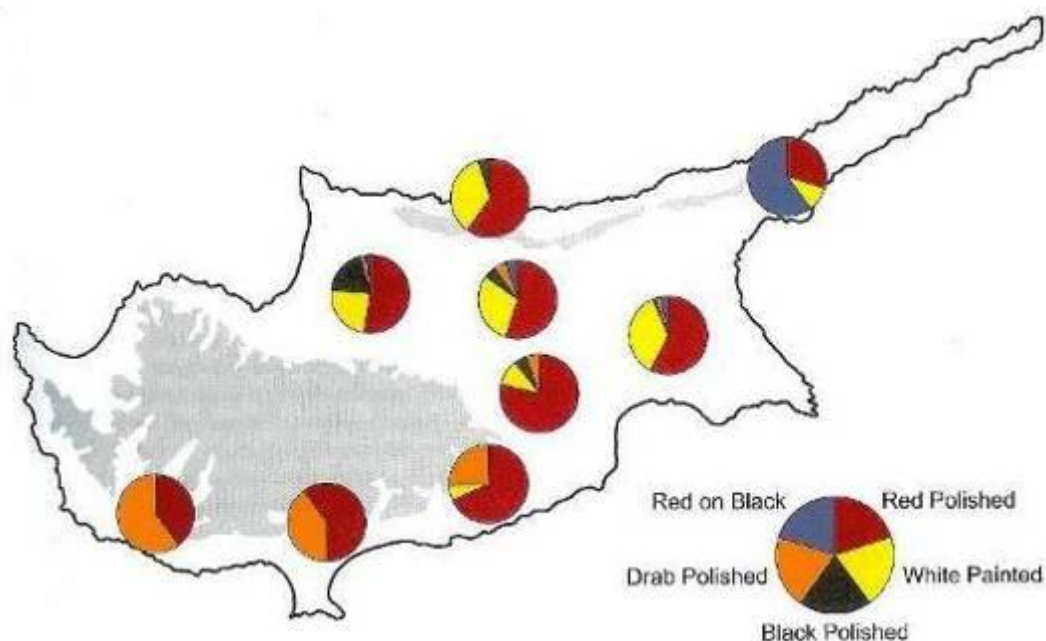 Red on Black
Red Polished
Drab Polished
White Painted
Black Polished